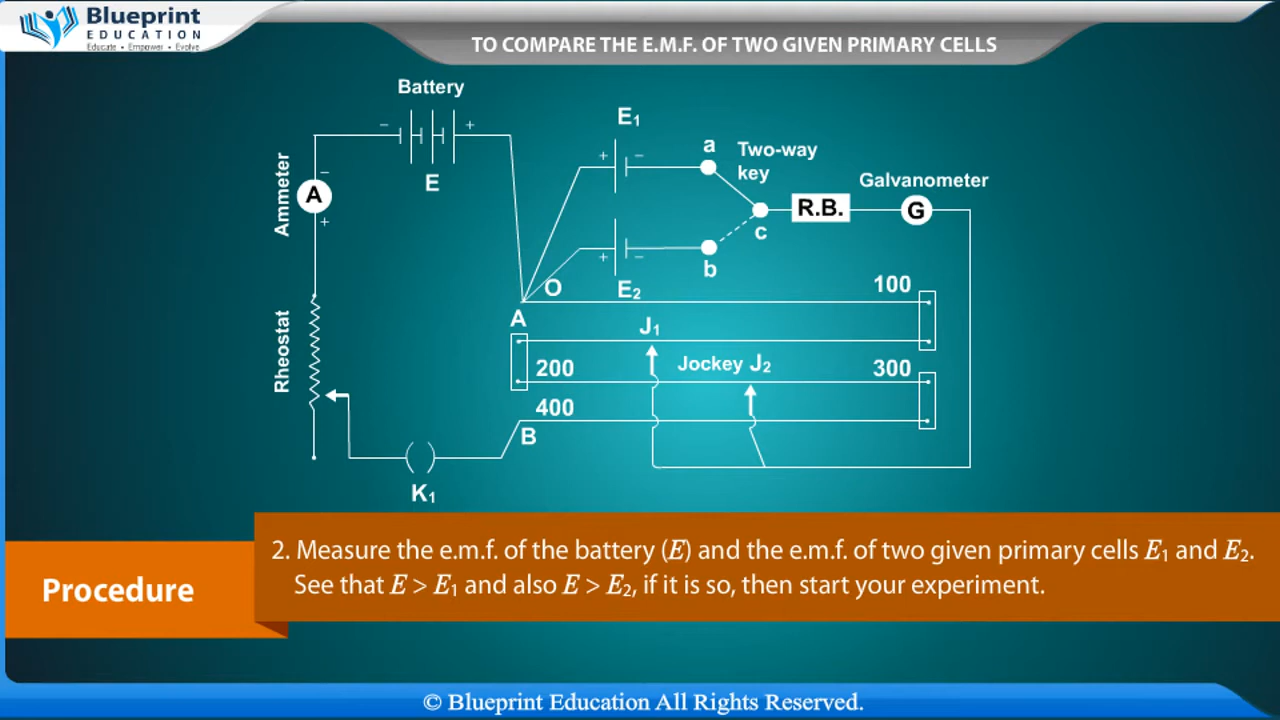 Blueprint
EDUCATION
Educate • Empower • Evolve
TO COMPARE THE E.M.F. OF TWO GIVEN PRIMARY CELLS
Battery
− +
E
Ammeter
−
A
+
Rheostat
K1
E1
+ −
a
Two-way
key
Galvanometer
R.B.
G
c
+ −
b
E2
O
100
A
J1
Jockey J2
200
300
400
B
Procedure
2. Measure the e.m.f. of the battery (E) and the e.m.f. of two given primary cells E1 and E2.
See that E > E1 and also E > E2, if it is so, then start your experiment.
© Blueprint Education All Rights Reserved.